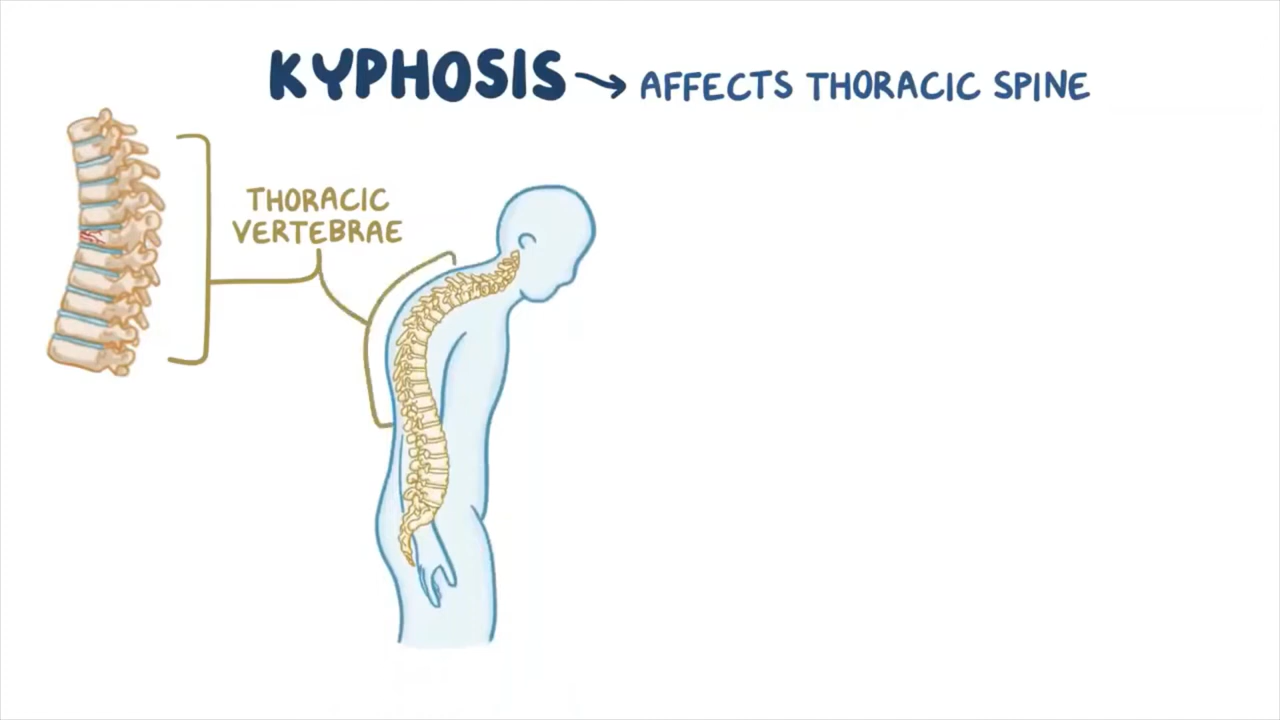 KYPHOSIS → AFFECTS THORACIC SPINE
THORACIC
VERTEBRAE